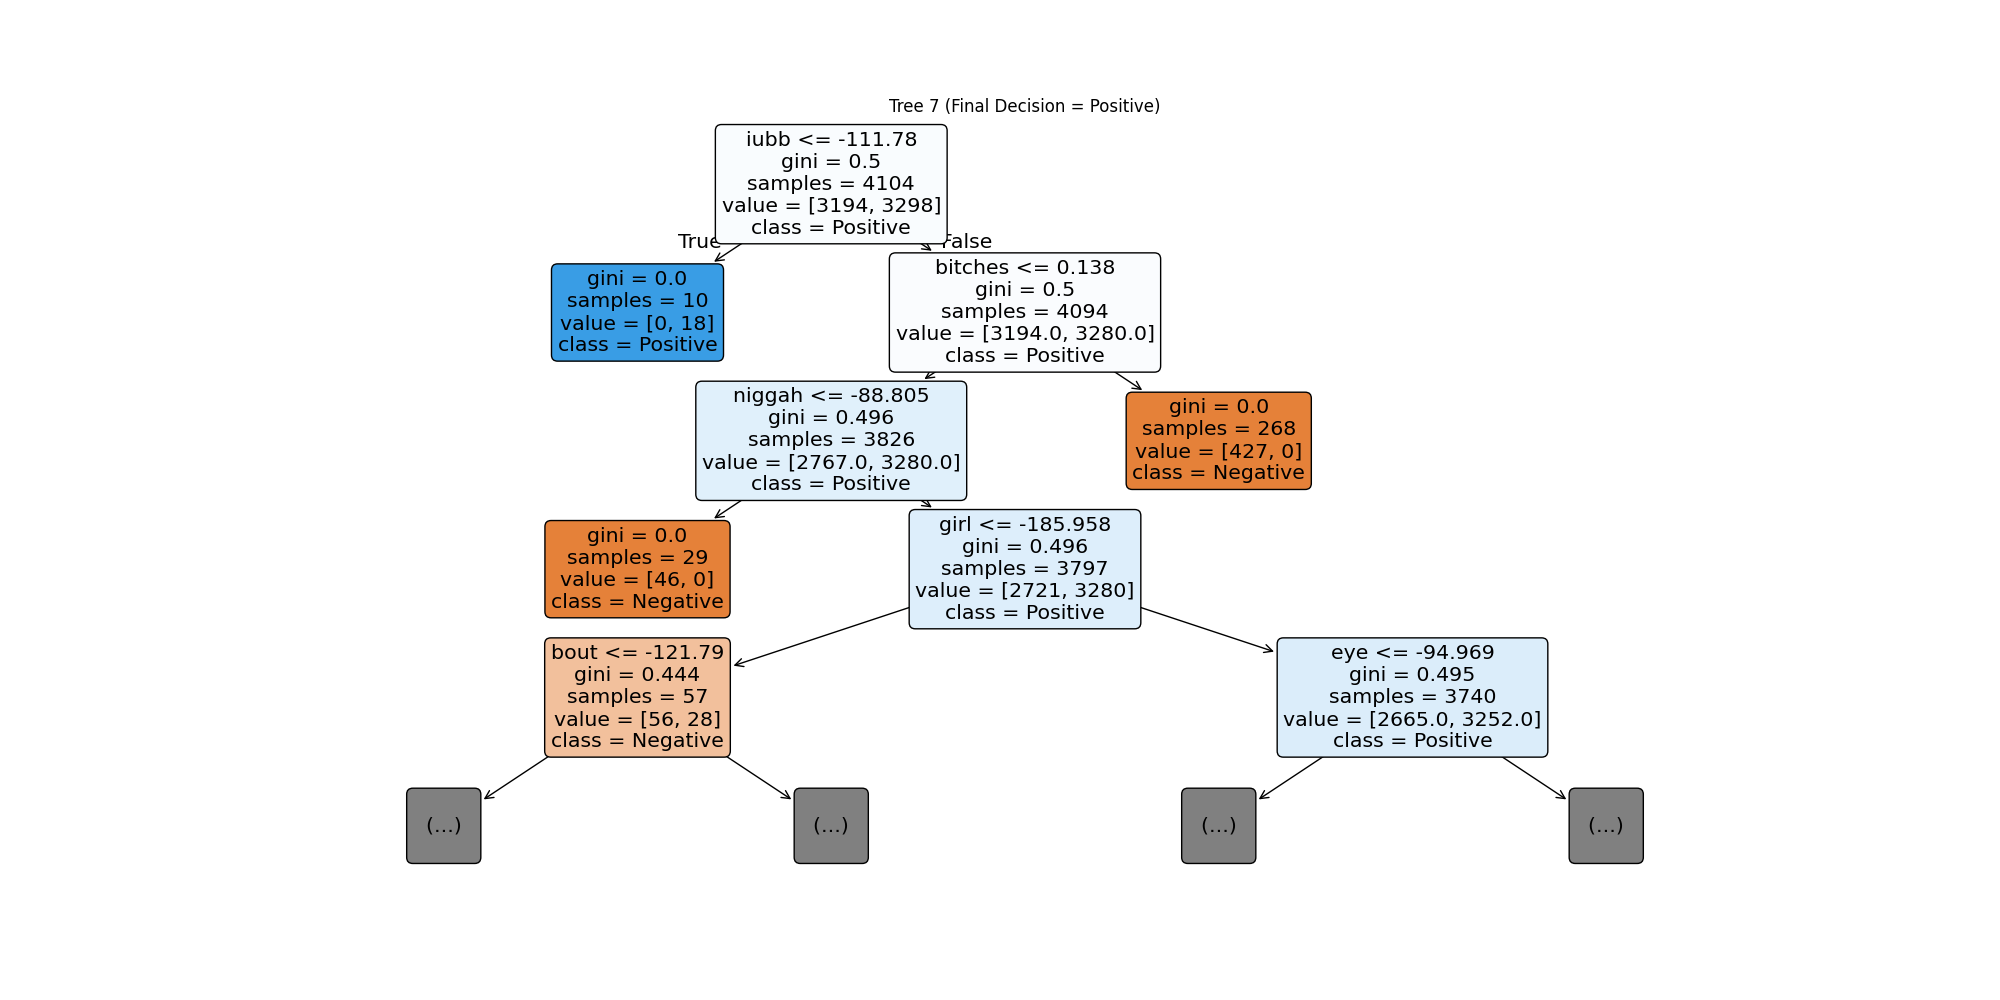 Tree 7 (Final Decision = Positive)
iubb <= -111.78
gini = 0.5
samples = 4104
value = [3194, 3298]
class = Positive
True
False
gini = 0.0
samples = 10
value = [0, 18]
class = Positive
bitches <= 0.138
gini = 0.5
samples = 4094
value = [3194.0, 3280.0]
class = Positive
niggah <= -88.805
gini = 0.496
samples = 3826
value = [2767.0, 3280.0]
class = Positive
gini = 0.0
samples = 268
value = [427, 0]
class = Negative
gini = 0.0
samples = 29
value = [46, 0]
class = Negative
girl <= -185.958
gini = 0.496
samples = 3797
value = [2721, 3280]
class = Positive
bout <= -121.79
gini = 0.444
samples = 57
value = [56, 28]
class = Negative
eye <= -94.969
gini = 0.495
samples = 3740
value = [2665.0, 3252.0]
class = Positive
(...)
(...)
(...)
(...)